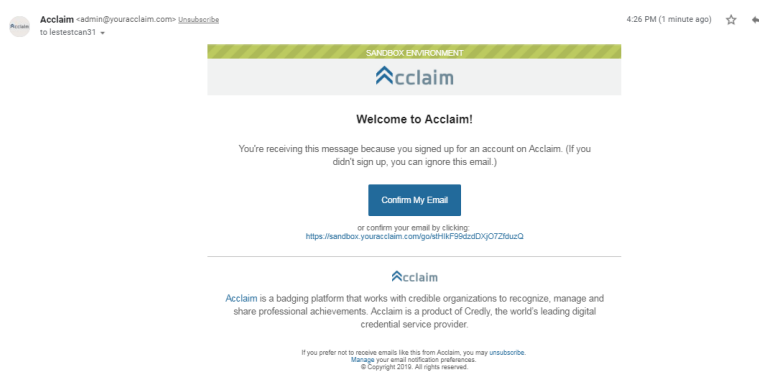 Acclaim <admin@youracclaim.com> Unsubscribe
4:26 PM (1 minute ago)
Acclaim
to lestestcan31
SANDBOX ENVIRONMENT
Acclaim
Welcome to Acclaim!
You're receiving this message because you signed up for an account on Acclaim. (If you
didn't sign up, you can ignore this email.)
Confirm My Email
or confirm your email by clicking:
https://sandbox.youracclaim.com/go/stHIkF99dzdDXjO7ZfduzQ
Acclaim
Acclaim is a badging platform that works with credible organizations to recognize, manage and
share professional achievements. Acclaim is a product of Credly, the world's leading digital
credential service provider.
If you prefer not to receive emails like this from Acclaim, you may unsubscribe.
Manage your email notification preferences.
© Copyright 2019. All rights reserved.